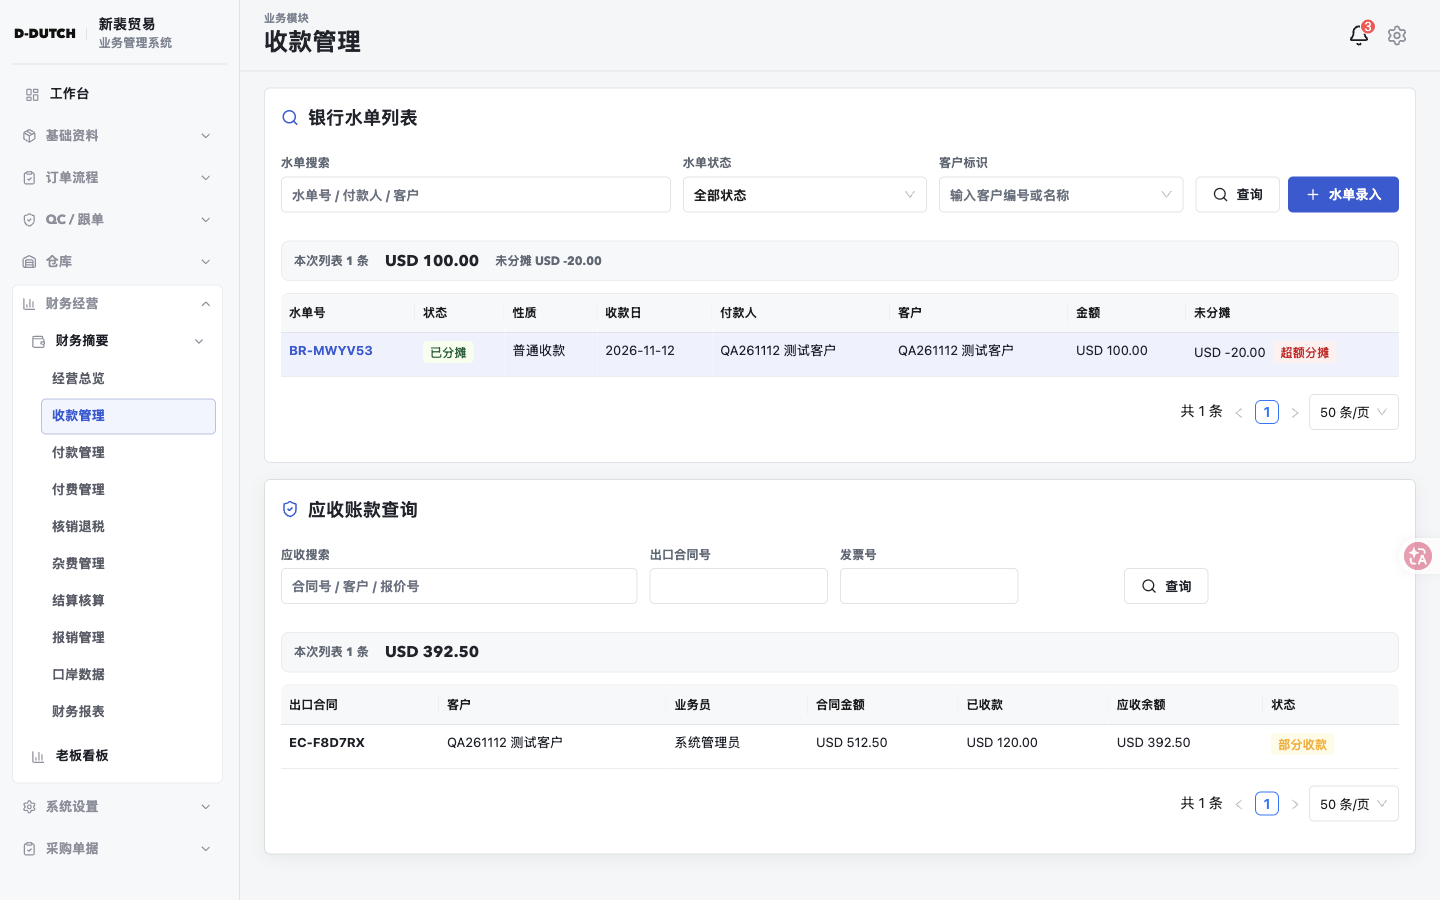 D-DUTCH
新裴贸易
业务管理系统
工作台
基础资料
订单流程
QC / 跟单
仓库
财务经营
财务摘要
经营总览
收款管理
付款管理
付费管理
核销退税
杂费管理
结算核算
报销管理
口岸数据
财务报表
老板看板
系统设置
采购单据
业务模块
收款管理
3
银行水单列表
水单搜索
水单状态
客户标识
水单号 / 付款人 / 客户
全部状态
输入客户编号或名称
查询
水单录入
本次列表 1 条 USD 100.00 未分摊 USD -20.00
水单号 状态 性质 收款日 付款人 客户 金额 未分摊
BR-MWYV53 已分摊 普通收款 2026-11-12 QA261112 测试客户 QA261112 测试客户 USD 100.00 USD -20.00 超额分摊
共 1 条 1 50 条/页
应收账款查询
应收搜索
出口合同号
发票号
合同号 / 客户 / 报价号
查询
本次列表 1 条 USD 392.50
出口合同 客户 业务员 合同金额 已收款 应收余额 状态
EC-F8D7RX QA261112 测试客户 系统管理员 USD 512.50 USD 120.00 USD 392.50 部分收款
共 1 条 1 50 条/页